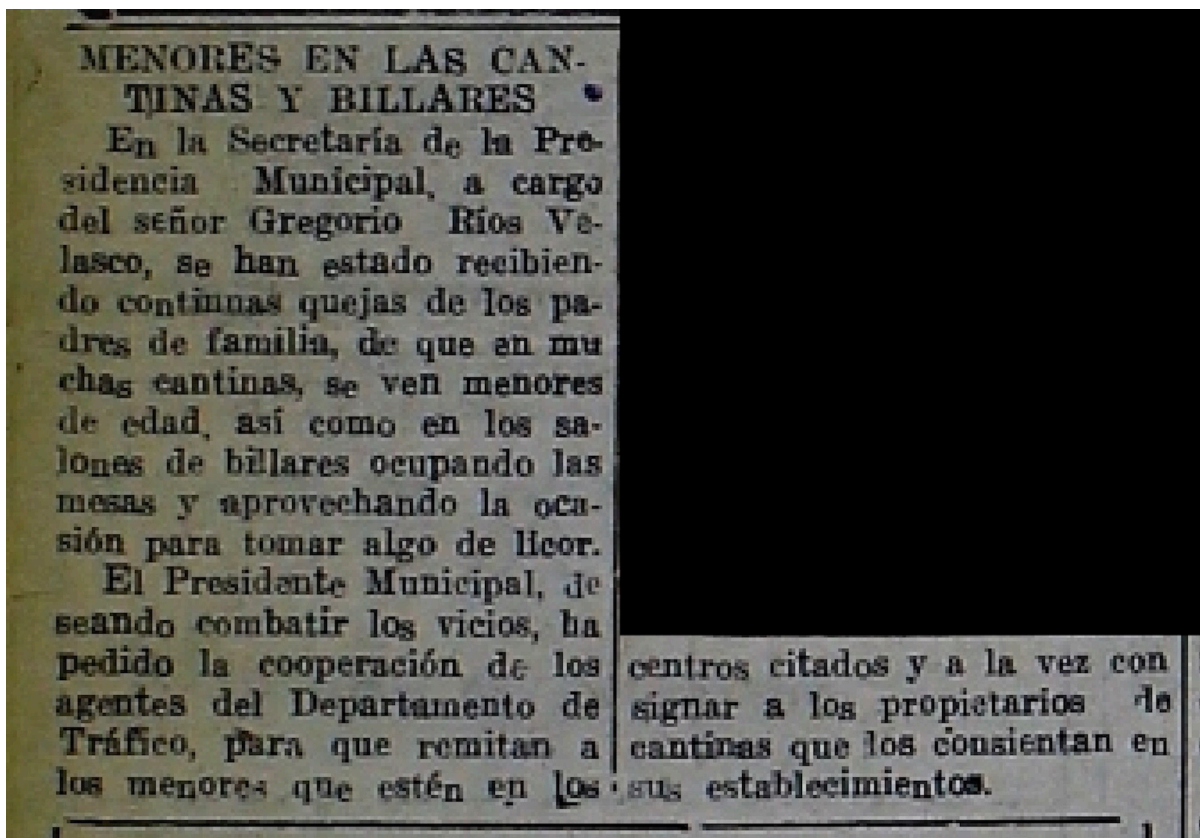 MENORES EN LAS CAN-
TINAS Y BILLARES
En la Secretaría de la Pre-
sidencia Municipal, a cargo
del señor Gregorio Ríos Ve-
lasco, se han estado recibien-
do continnas quejas de los pa-
dres de familia, de que en mu
chas cantinas, se ven menores
de edad, así como en los sa-
lones de billares ocupando las
mesas y aprovechando la oca-
sión para tomar algo de licor.
El Presidente Municipal, de
seando combatir los vicios, ha
pedido la cooperación de los
agentes del Departamento de
Tráfico, para que remitan a
los menores que estén en los
centros citados y a la vez con
signar a los propietarios de
cantinas que los consientan en
sus establecimientos.